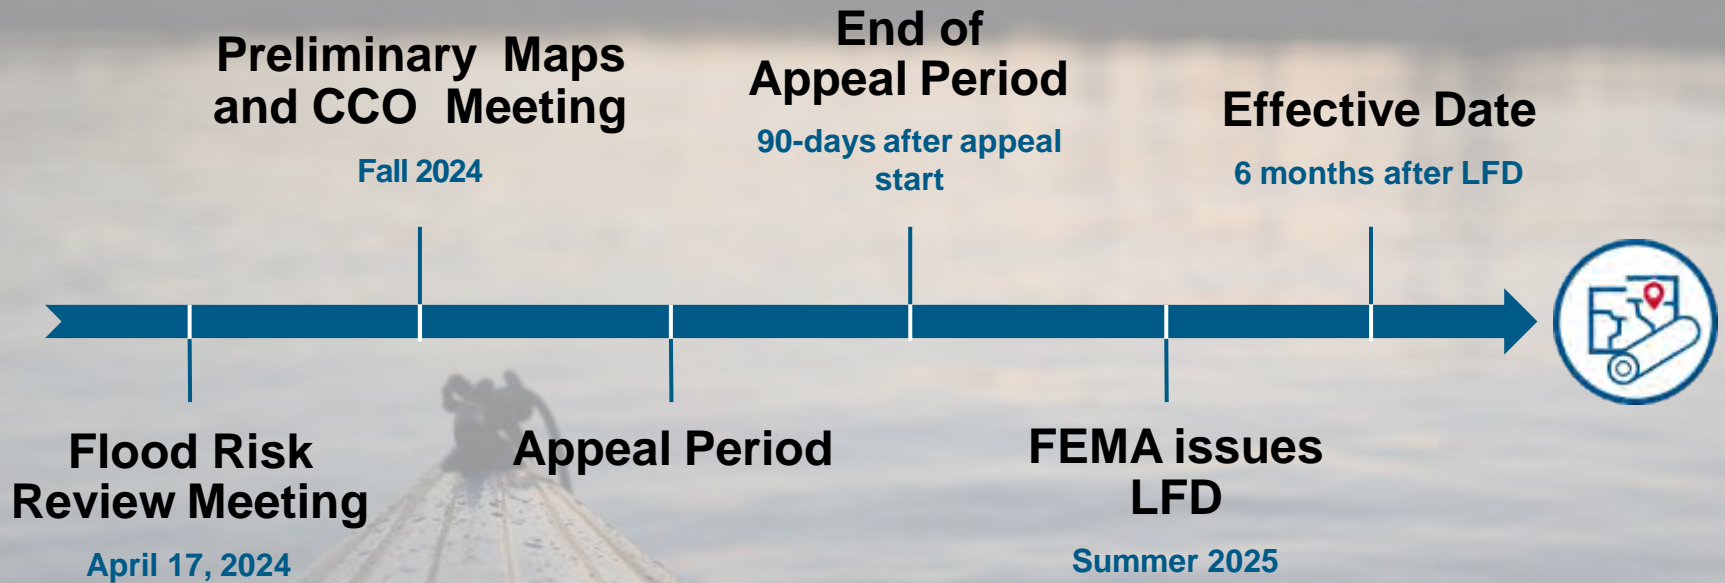 Preliminary Maps
and CCO Meeting
Fall 2024
End of
Appeal Period
90-days after appeal
start
Effective Date
6 months after LFD
Flood Risk
Review Meeting
April 17, 2024
Appeal Period
FEMA issues
LFD
Summer 2025